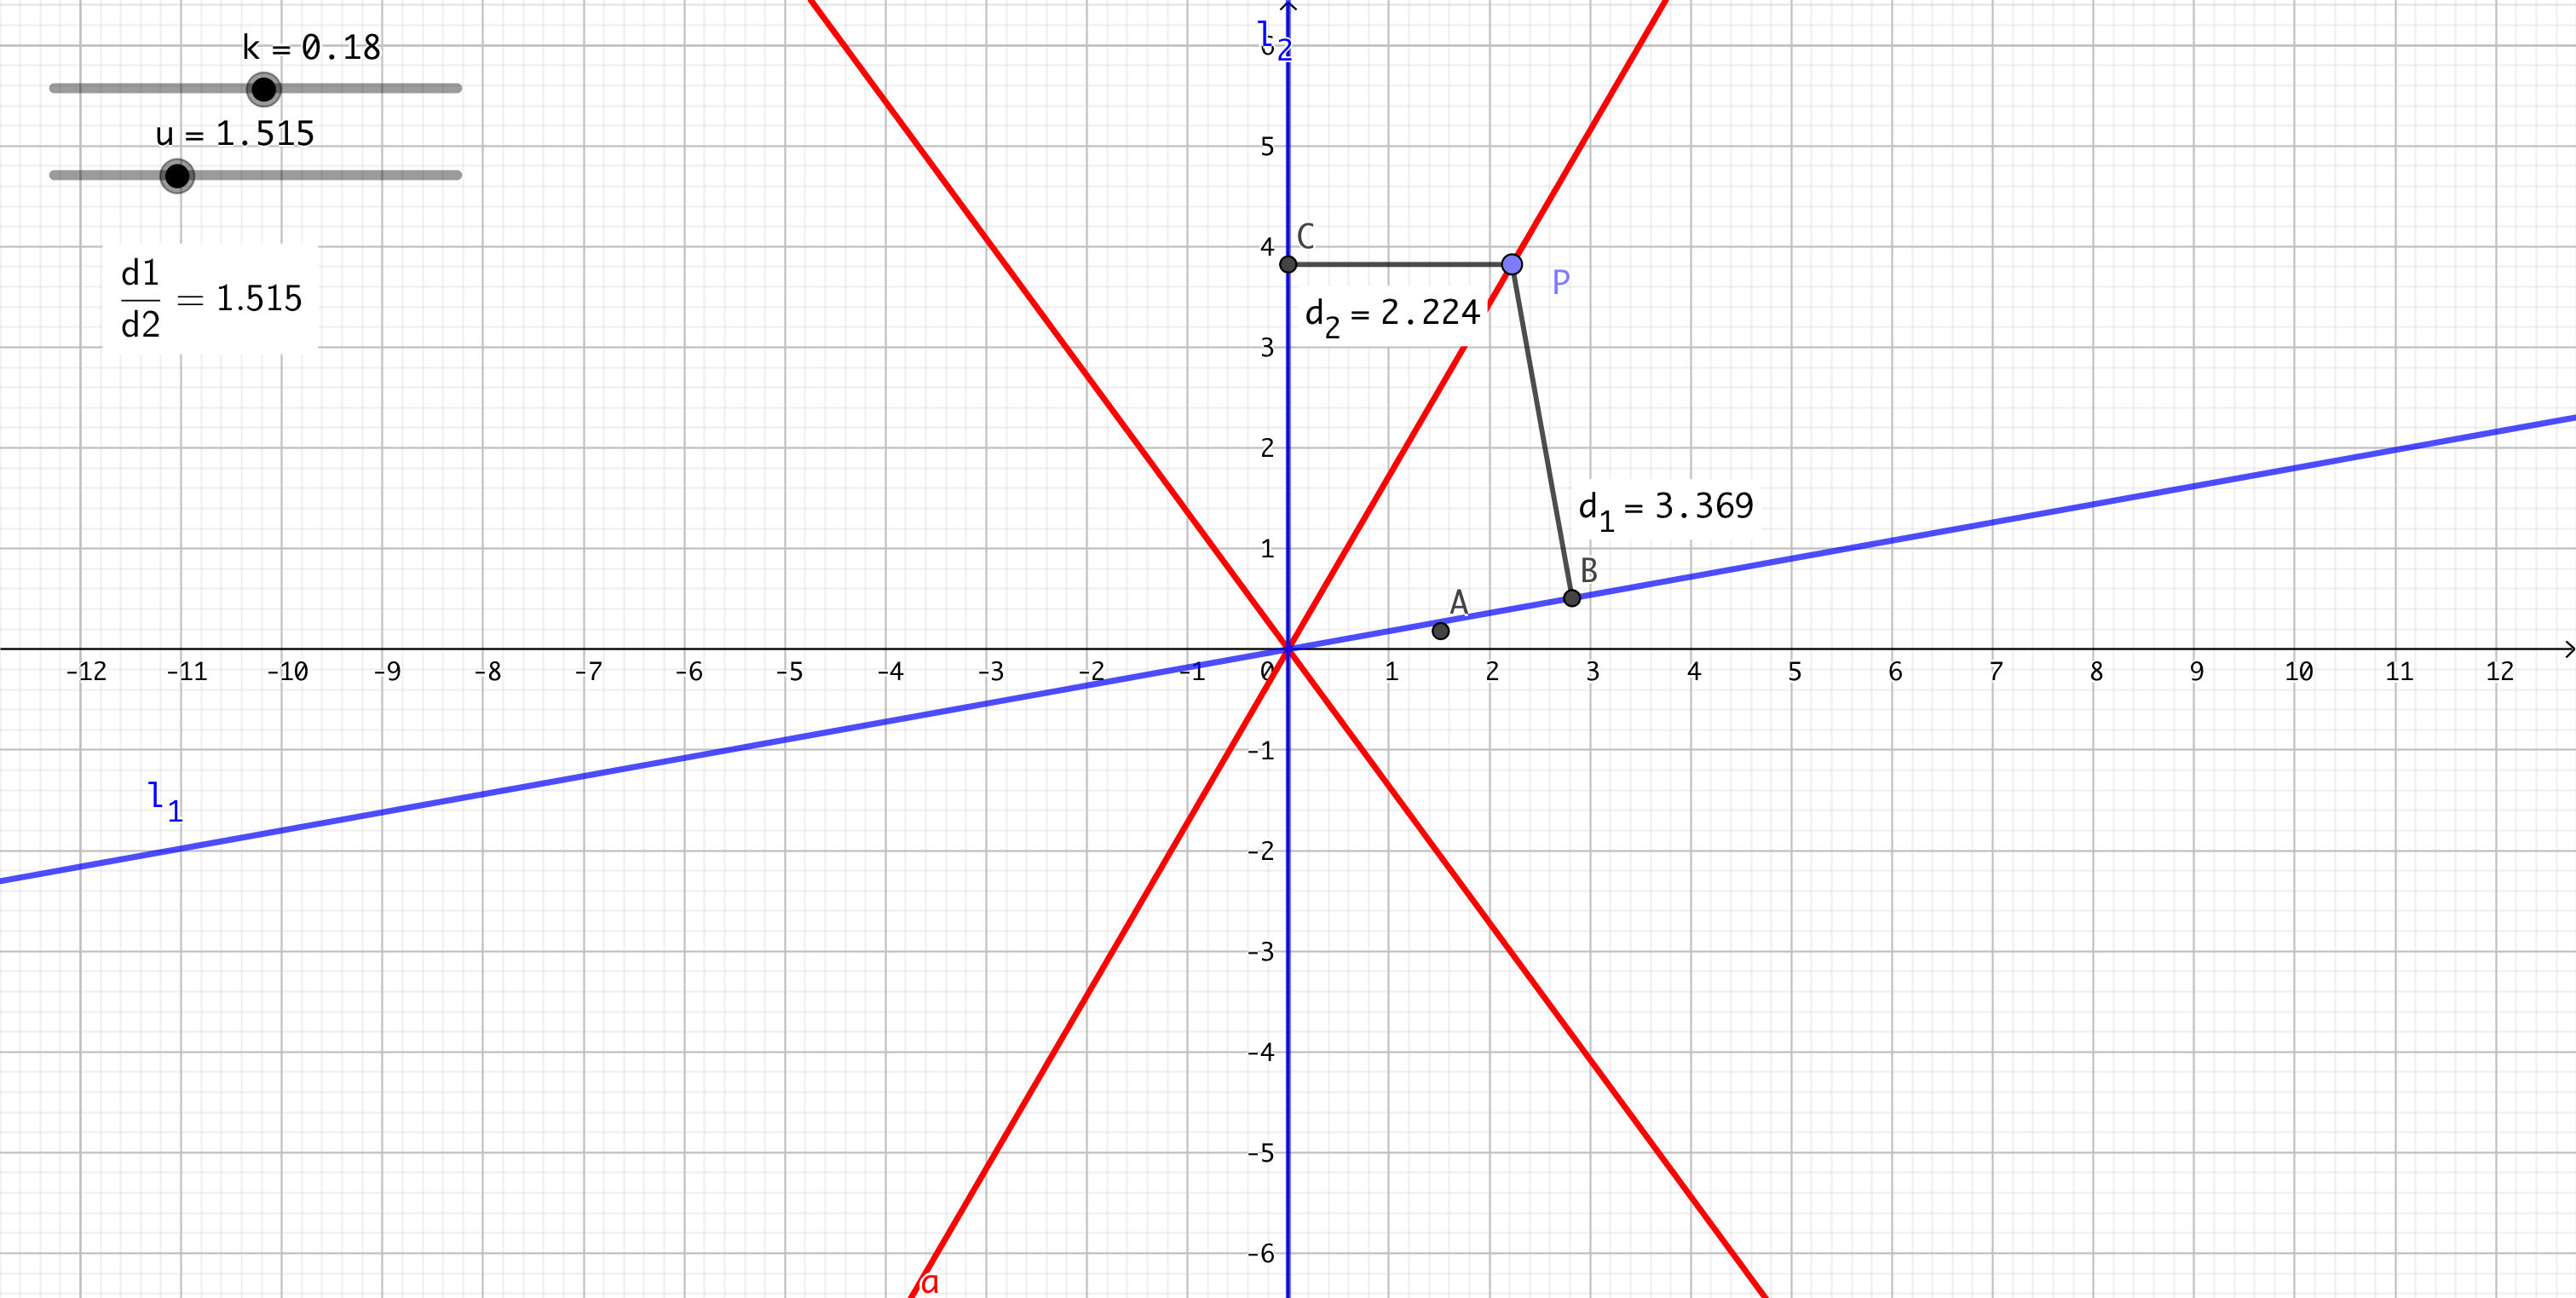 k = 0.18
u = 1.515
d1
d2
= 1.515
l2
6
5
4
3
2
1
C
P
d2 = 2.224
d1 = 3.369
B
A
-12 -11 -10 -9 -8 -7 -6 -5 -4 -3 -2 -1 0 1 2 3 4 5 6 7 8 9 10 11 12
l1
-1
-2
-3
-4
-5
-6
a